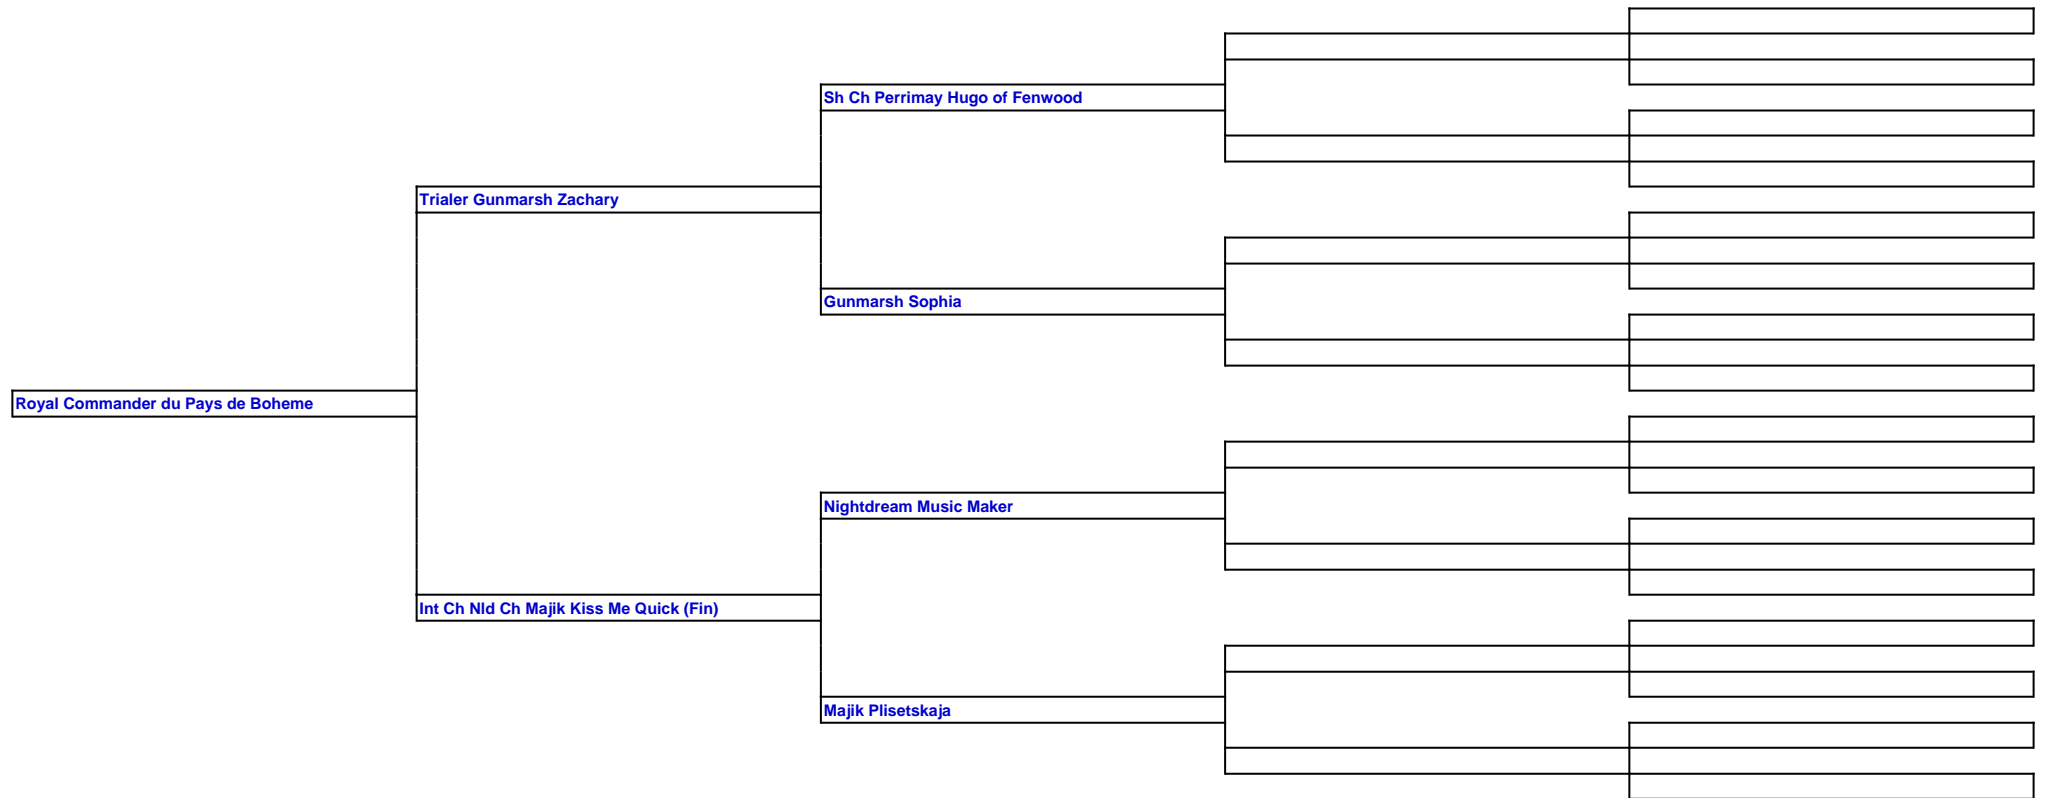 Sh Ch Perrimay Hugo of Fenwood
Trialer Gunmarsh Zachary
Gunmarsh Sophia
Royal Commander du Pays de Boheme
Nightdream Music Maker
Int Ch Nld Ch Majik Kiss Me Quick (Fin)
Majik Plisetskaja